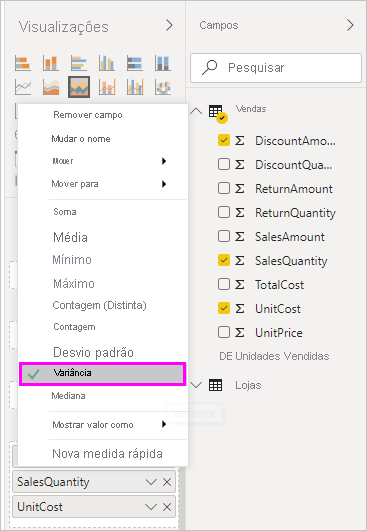 Visualizações
Remover campo
Mudar o nome
Mover
Mover para
Soma
Média
Mínimo
Máximo
Contagem (Distinta)
Contagem
Desvio padrão
Variância
Mediana
Mostrar valor como
Nova medida rápida
SalesQuantity
UnitCost
Campos
Pesquisar
Vendas
DiscountAmo...
DiscountQua...
ReturnAmount
ReturnQuantity
SalesAmount
SalesQuantity
TotalCost
UnitCost
UnitPrice
DE Unidades Vendidas
Lojas
Variance